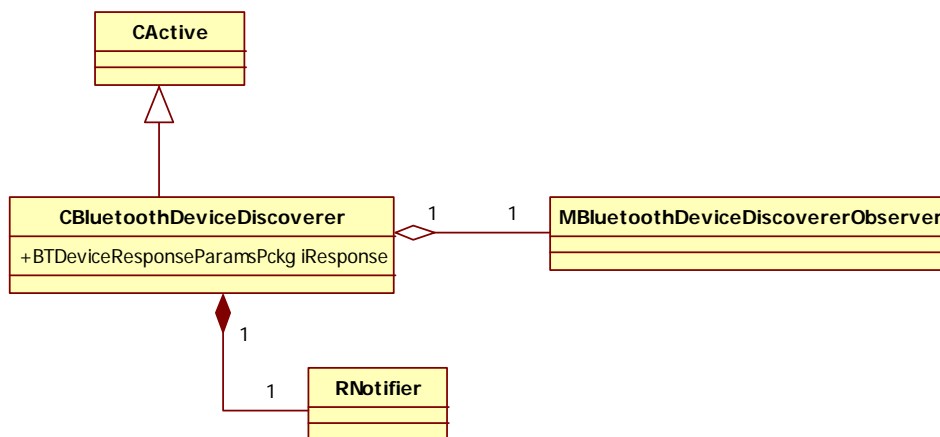 CActive
CBluetoothDeviceDiscoverer
1
1
MBluetoothDeviceDiscovererObserver
+BTDeviceResponseParamsPckg iResponse
1
1
RNotifier